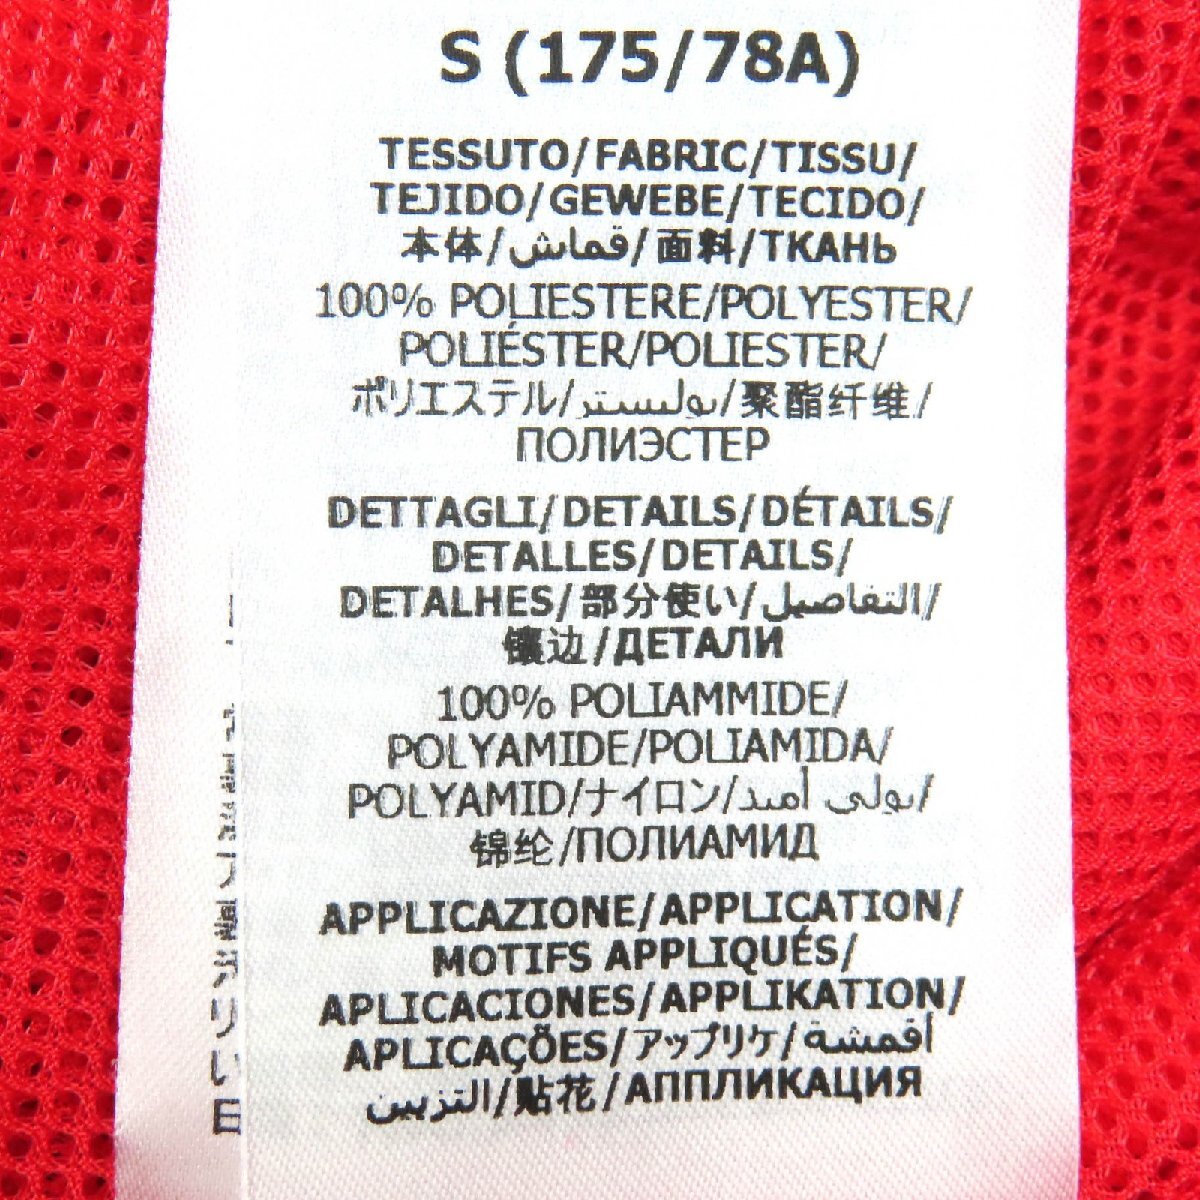 S (175/78A)
TESSUTO/FABRIC/TISSU/
TEJIDO/GEWEBE/TECIDO/
本体/قماش/面料/ТКАНЬ
100% POLIESTERE/POLYESTER/
POLIÉSTER/POLIESTER/
ポリエステル/بوليستر/聚酯纤维/
ПОЛИЭСТЕР
DETTAGLI/DETAILS/DÉTAILS/
DETALLES/DETAILS/
DETALHES/部分使い/التفاصيل/
镶边/ДЕТАЛИ
100% POLIAMMIDE/
POLYAMIDE/POLIAMIDA/
POLYAMID/ナイロン/بولي أميد/
锦纶/ПОЛИАМИД
APPLICAZIONE/APPLICATION/
MOTIFS APPLIQUÉS/
APLICACIONES/APPLIKATION/
APLICAÇÕES/アップリケ/أقمشة
التزيين/贴花/АППЛИКАЦИЯ